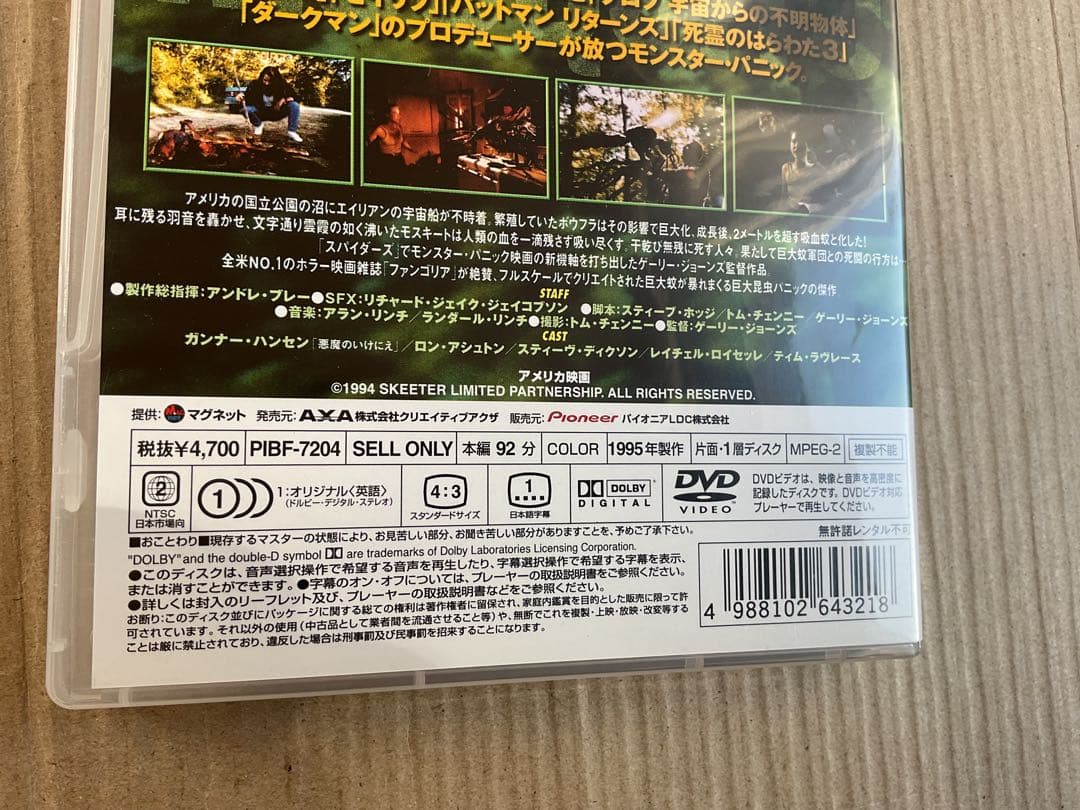 宇宙からの不明物体」
「バットマン リターンズ」「死霊のはらわた3」
「ダークマン」のプロデューサーが放つモンスター・パニック。
アメリカの国立公園の沼にエイリアンの宇宙船が不時着。繁殖していたボウフラはその影響で巨大化、成長後、2メートルを超す吸血蚊と化した!
耳に残る羽音を轟かせ、文字通り雲霞の如く沸いたモスキートは人類の血を一滴残さず吸い尽くす。干乾び無残に死す人々。果たして巨大蚊軍団との死闘の行方は…
「スパイダーズ」でモンスター・パニック映画の新機軸を打ち出したゲーリー・ジョーンズ監督作品。
全米NO.1のホラー映画雑誌「ファンゴリア」が絶賛、フルスケールでクリエイトされた巨大蚊が暴れまくる巨大昆虫パニックの傑作
STAFF
●製作総指揮:アンドレ・ブレー●SFX:リチャード・ジェイク・ジェイコブソン ●脚本:スティーブ・ホッジ/トム・チェンニー/ゲーリー・ジョーンズ
●音楽:アラン・リンチ/ランダール・リンチ●撮影:トム・チェンニー●監督:ゲーリー・ジョーンズ
CAST
ガンナー・ハンセン「悪魔のいけにえ」/ロン・アシュトン/スティーヴ・ディクソン/レイチェル・ロイセッレ/ティム・ラヴレース
アメリカ映画
©1994 SKEETER LIMITED PARTNERSHIP. ALL RIGHTS RESERVED.
提供: マグネット 発売元: AXA 株式会社クリエイティブアクザ 販売元: Pioneer パイオニアLDC株式会社
税抜¥4,700 PIBF-7204 SELL ONLY 本編 92 分 COLOR 1995年製作 片面・1層ディスク MPEG-2 複製不能
2 NTSC 日本市場向
1 1:オリジナル〈英語〉
(ドルビー・デジタル・ステレオ)
4:3 スタンダードサイズ
1 日本語字幕
DOLBY DIGITAL
DVD VIDEO
DVDビデオは、映像と音声を高密度に
記録したディスクです。DVDビデオ対応
プレーヤーで再生してください。
■おことわり■現存するマスターの状態により、お見苦しい部分、お聞き苦しい部分がありますことを、予めご了承下さい。
無許諾レンタル不可
"DOLBY" and the double-D symbol are trademarks of Dolby Laboratories Licensing Corporation.
●このディスクは、音声選択操作で希望する音声を再生したり、字幕選択操作で希望する字幕を表示、
または消すことができます。●字幕のオン・オフについては、プレーヤーの取扱説明書をご参照ください。
●詳しくは封入のリーフレット及び、プレーヤーの取扱説明書などをご参照ください。
お断り:このディスク並びにパッケージに関する総ての権利は著作権者に留保され、家庭内鑑賞を目的とした販売に限って許
可されています。それ以外の使用(中古品として業者間を流通させること等)や、無断でこれを複製・上映・放映・改変等する
ことは厳に禁止されており、違反した場合は刑事罰及び民事罰を招来することになります。
4 988102 643218